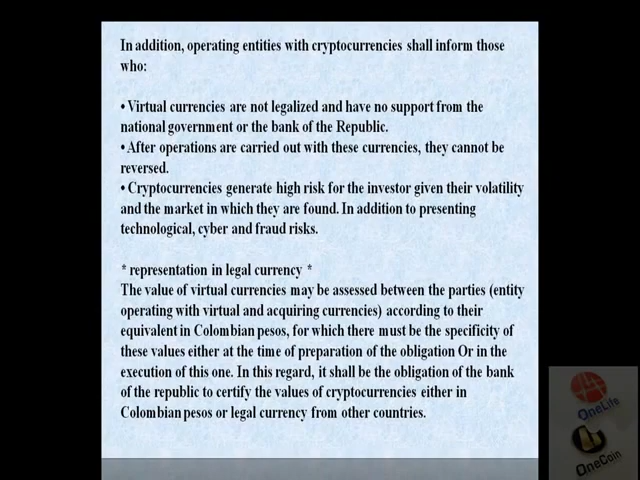 In addition, operating entities with cryptocurrencies shall inform those
who:
• Virtual currencies are not legalized and have no support from the
national government or the bank of the Republic.
• After operations are carried out with these currencies, they cannot be
reversed.
• Cryptocurrencies generate high risk for the investor given their volatility
and the market in which they are found. In addition to presenting
technological, cyber and fraud risks.
* representation in legal currency *
The value of virtual currencies may be assessed between the parties (entity
operating with virtual and acquiring currencies) according to their
equivalent in Colombian pesos, for which there must be the specificity of
these values either at the time of preparation of the obligation Or in the
execution of this one. In this regard, it shall be the obligation of the bank
of the republic to certify the values of cryptocurrencies either in
Colombian pesos or legal currency from other countries.
OneLife
OneCoin